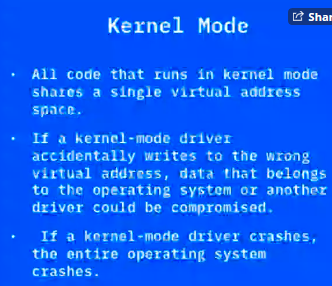 Kernel Mode
Shar
• All code that runs in kernel mode
shares a single virtual address
space.
• If a kernel-mode driver
accidentally writes to the wrong
virtual address, data that belongs
to the operating system or another
driver could be compromised.
• If a kernel-mode driver crashes,
the entire operating system
crashes.